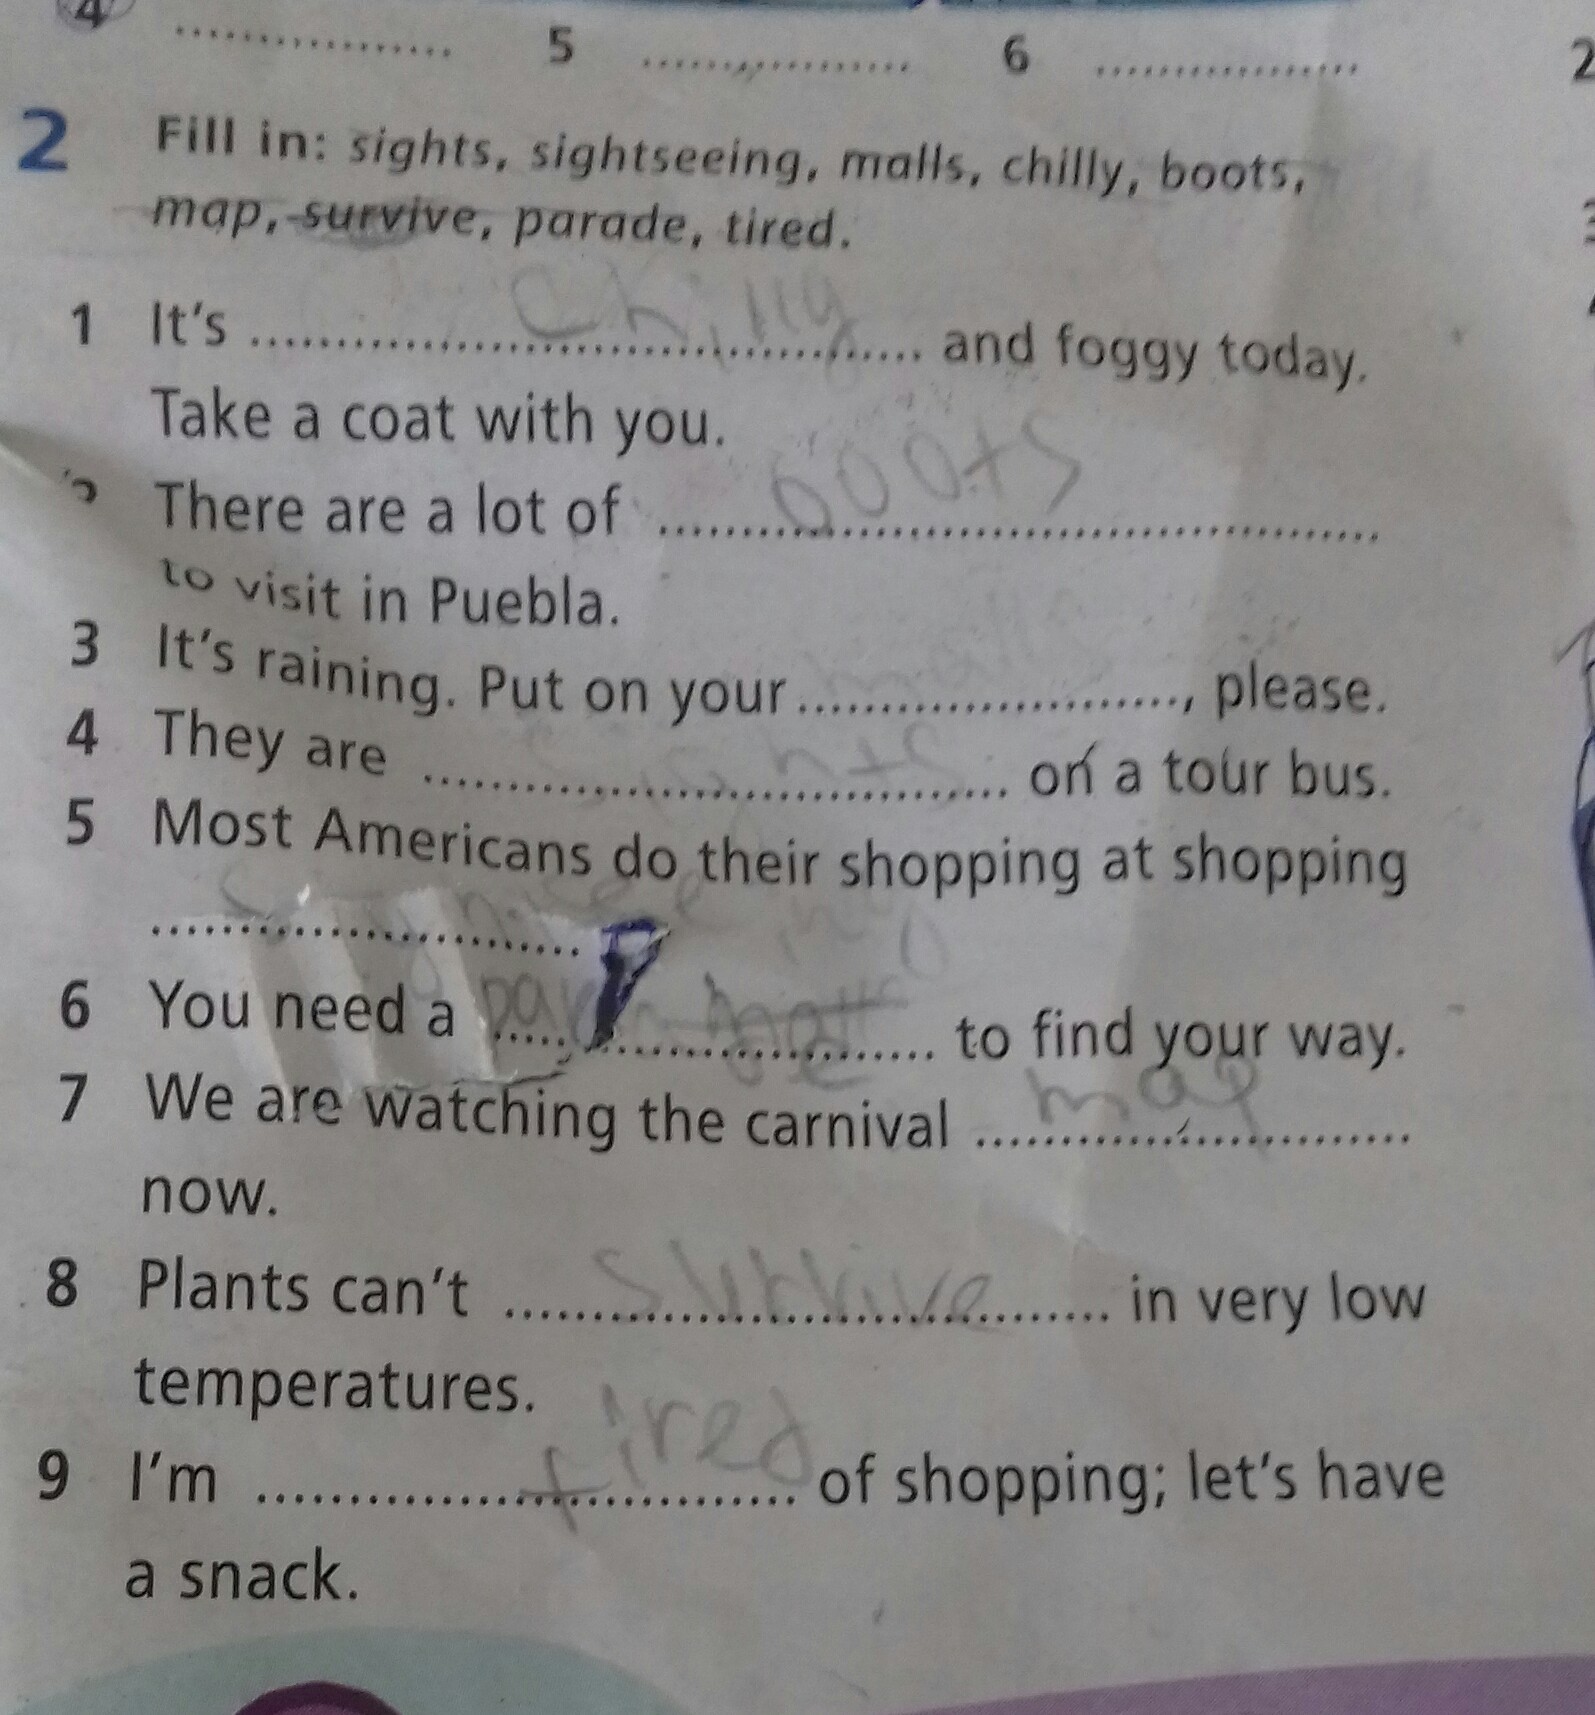 4 ................ 5 ................ 6 ................ 2
2 Fill in: sights, sightseeing, malls, chilly, boots,
map, survive, parade, tired.
1 It's ........ chilly ........ and foggy today.
Take a coat with you.
There are a lot of ........ boots ........
to visit in Puebla.
3 It's raining. Put on your ........................, please.
4 They are ........................ on a tour bus.
5 Most Americans do their shopping at shopping
........................
6 You need a ........................ to find your way.
7 We are watching the carnival ........ map ........
now.
8 Plants can't ........ survive ........ in very low
temperatures.
9 I'm ........ tired ........ of shopping; let's have
a snack.